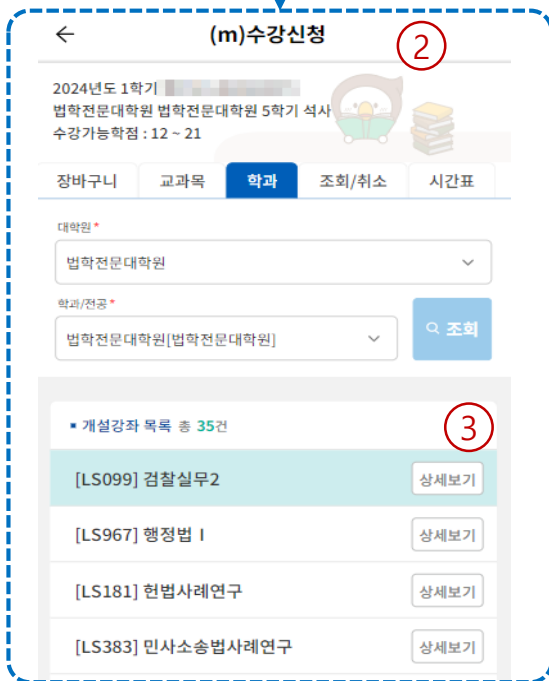 (m)수강신청
②
2024년도 1학기
법학전문대학원 법학전문대학원 5학기 석사
수강가능학점 : 12 ~ 21
장바구니 교과목 학과 조회/취소 시간표
대학원*
법학전문대학원
학과/전공*
법학전문대학원[법학전문대학원]
조회
▪ 개설강좌 목록 총 35건
③
[LS099] 검찰실무2 상세보기
[LS967] 행정법 Ⅰ 상세보기
[LS181] 헌법사례연구 상세보기
[LS383] 민사소송법사례연구 상세보기